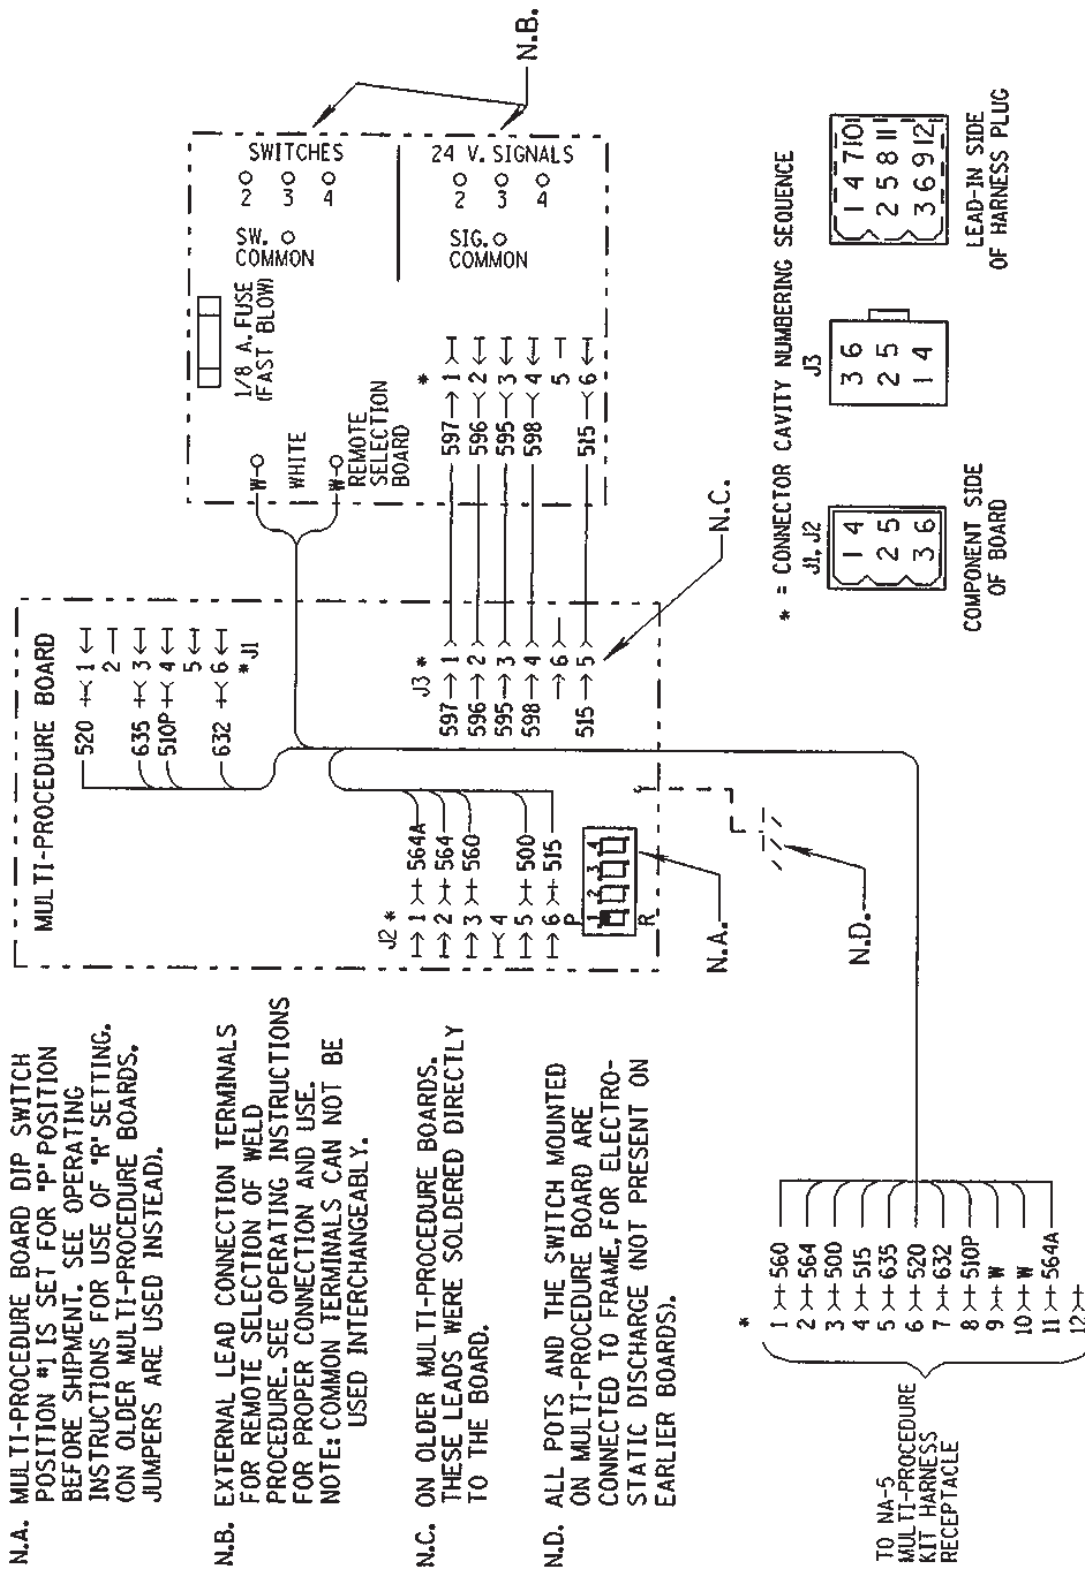 N.A. MULTI-PROCEDURE BOARD DIP SWITCH
POSITION #1 IS SET FOR "P" POSITION
BEFORE SHIPMENT. SEE OPERATING
INSTRUCTIONS FOR USE OF "R" SETTING.
(ON OLDER MULTI-PROCEDURE BOARDS.
JUMPERS ARE USED INSTEAD).
N.B. EXTERNAL LEAD CONNECTION TERMINALS
FOR REMOTE SELECTION OF WELD
PROCEDURE. SEE OPERATING INSTRUCTIONS
FOR PROPER CONNECTION AND USE.
NOTE: COMMON TERMINALS CAN NOT BE
USED INTERCHANGEABLY.
N.C. ON OLDER MULTI-PROCEDURE BOARDS.
THESE LEADS WERE SOLDERED DIRECTLY
TO THE BOARD.
N.D. ALL POTS AND THE SWITCH MOUNTED
ON MULTI-PROCEDURE BOARD ARE
CONNECTED TO FRAME, FOR ELECTRO-
STATIC DISCHARGE (NOT PRESENT ON
EARLIER BOARDS).
TO NA-5
MULTI-PROCEDURE
KIT HARNESS
RECEPTACLE
*
1 560
2 564
3 500
4 515
5 635
6 520
7 632
8 510P
9 W
10 W
11 564A
12
MULTI-PROCEDURE BOARD
520 1
2
635 3
510P 4
5
632 6
* J1
J2 *
1 564A
2 564
3 560
4
5 500
6 515
P
1 2 3 4
R
N.A.
N.D.
J3 *
597 1
596 2
595 3
598 4
6
515 5
N.C.
W
WHITE
W
REMOTE
SELECTION
BOARD
1/8 A. FUSE
(FAST BLOW)
*
597 1
596 2
595 3
598 4
5
515 6
SWITCHES
2
3
4
SW.
COMMON
24 V. SIGNALS
2
3
4
SIG.
COMMON
N.B.
* = CONNECTOR CAVITY NUMBERING SEQUENCE
J1, J2
1 4
2 5
3 6
COMPONENT SIDE
OF BOARD
J3
3 6
2 5
1 4
1 4 7 10
2 5 8 11
3 6 9 12
LEAD-IN SIDE
OF HARNESS PLUG